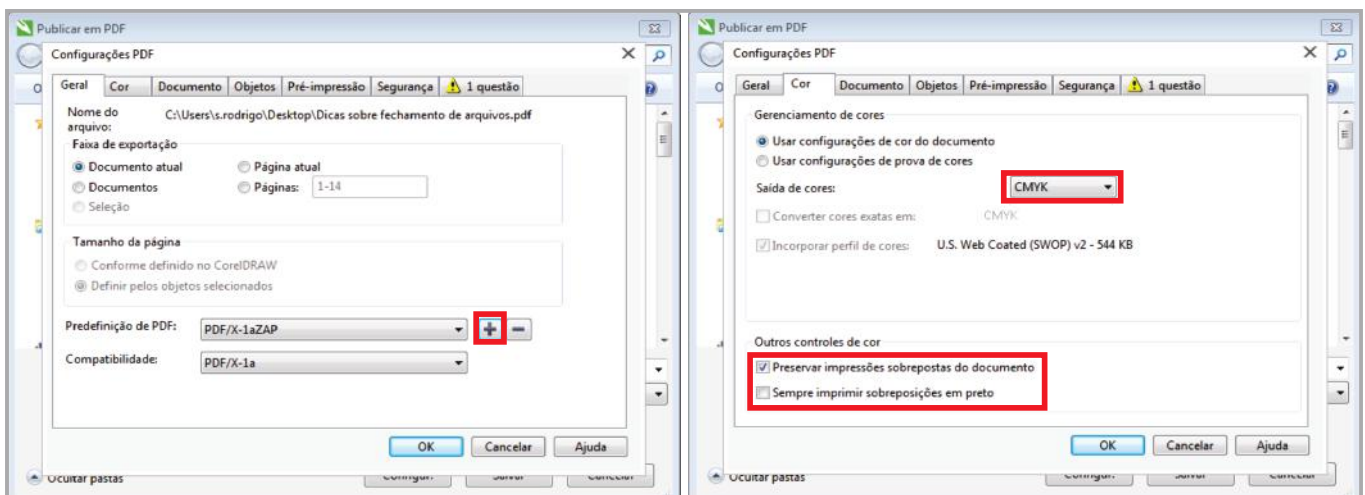 Publicar em PDF
Configurações PDF
Geral Cor Documento Objetos Pré-impressão Segurança 1 questão
Nome do arquivo: C:\Users\s.rodrigo\Desktop\Dicas sobre fechamento de arquivos.pdf
Faixa de exportação
Documento atual Página atual
Documentos Páginas: 1-14
Seleção
Tamanho da página
Conforme definido no CorelDRAW
Definir pelos objetos selecionados
Predefinição de PDF: PDF/X-1aZAP
Compatibilidade: PDF/X-1a
OK Cancelar Ajuda
Ocultar pastas
Publicar em PDF
Configurações PDF
Geral Cor Documento Objetos Pré-impressão Segurança 1 questão
Gerenciamento de cores
Usar configurações de cor do documento
Usar configurações de prova de cores
Saída de cores: CMYK
Converter cores exatas em: CMYK
Incorporar perfil de cores: U.S. Web Coated (SWOP) v2 - 544 KB
Outros controles de cor
Preservar impressões sobrepostas do documento
Sempre imprimir sobreposições em preto
OK Cancelar Ajuda
Ocultar pastas